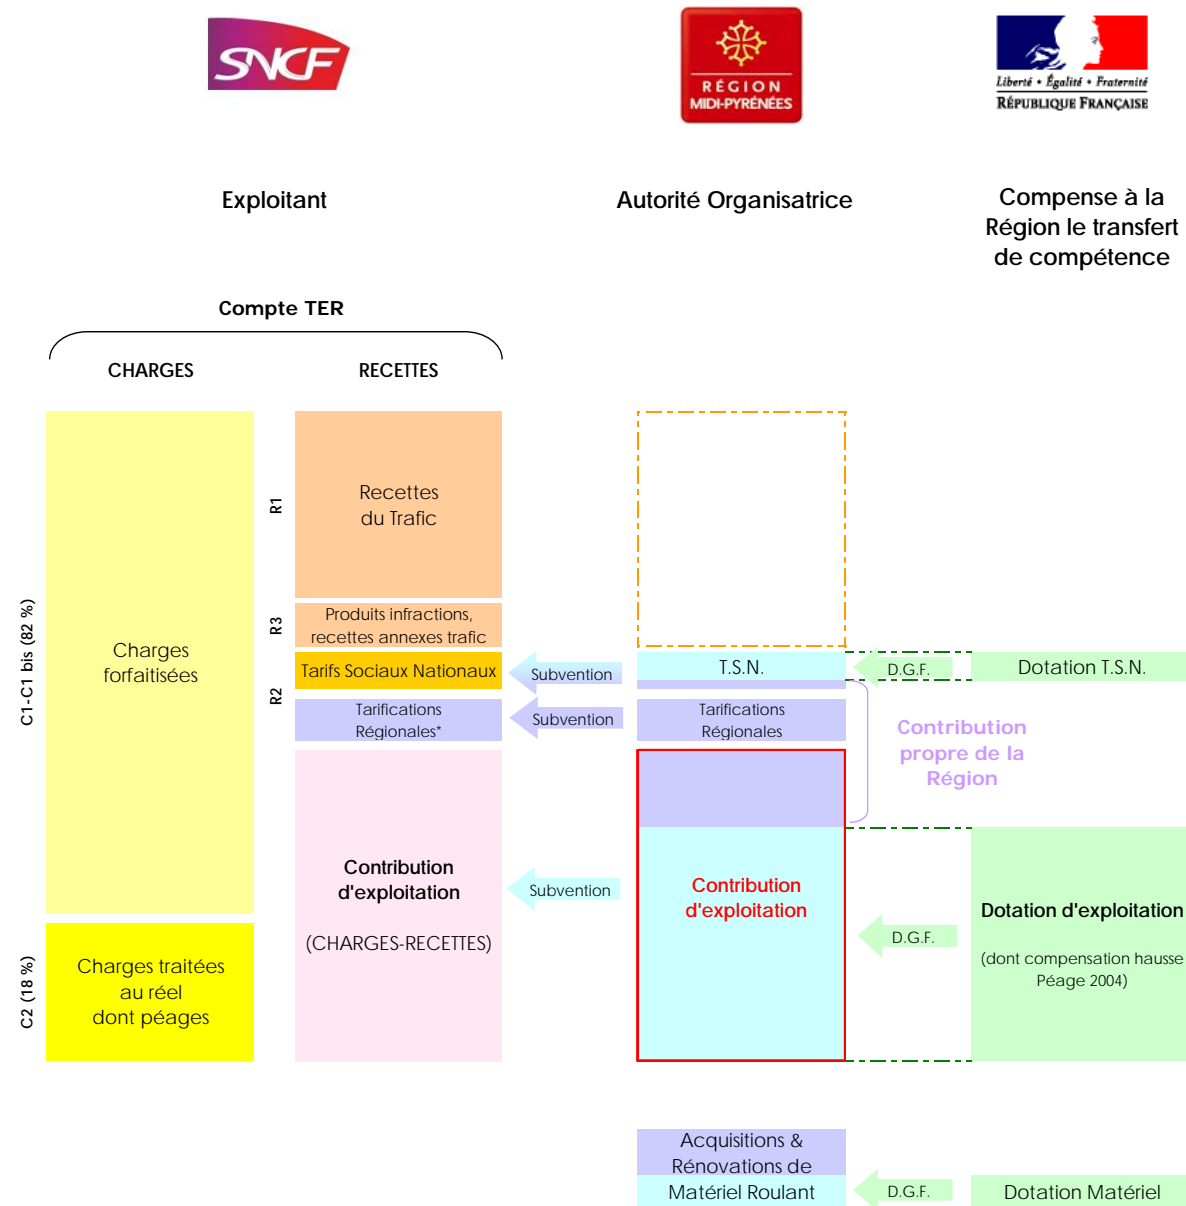 SNCF
RÉGION
MIDI-PYRÉNÉES
Liberté • Égalité • Fraternité
RÉPUBLIQUE FRANÇAISE
Exploitant
Autorité Organisatrice
Compense à la
Région le transfert
de compétence
Compte TER
CHARGES
RECETTES
C1-C1 bis (82 %)
Charges
forfaitisées
C2 (18 %)
Charges traitées
au réel
dont péages
R1
Recettes
du Trafic
R3
Produits infractions,
recettes annexes trafic
R2
Tarifs Sociaux Nationaux
Subvention
T.S.N.
D.G.F.
Dotation T.S.N.
Tarifications
Régionales*
Subvention
Tarifications
Régionales
Contribution
propre de la
Région
Contribution
d'exploitation
(CHARGES-RECETTES)
Subvention
Contribution
d'exploitation
D.G.F.
Dotation d'exploitation
(dont compensation hausse
Péage 2004)
Acquisitions &
Rénovations de
Matériel Roulant
D.G.F.
Dotation Matériel